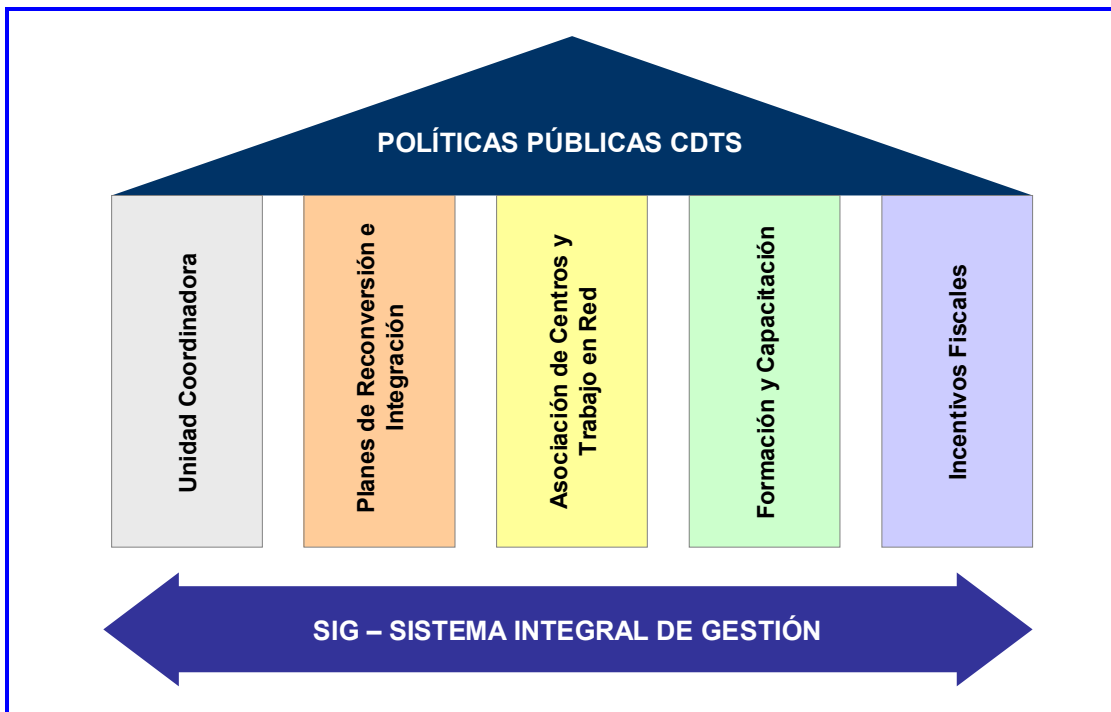 POLÍTICAS PÚBLICAS CDTS
Unidad Coordinadora
Planes de Reconversión e
Integración
Asociación de Centros y
Trabajo en Red
Formación y Capacitación
Incentivos Fiscales
SIG – SISTEMA INTEGRAL DE GESTIÓN